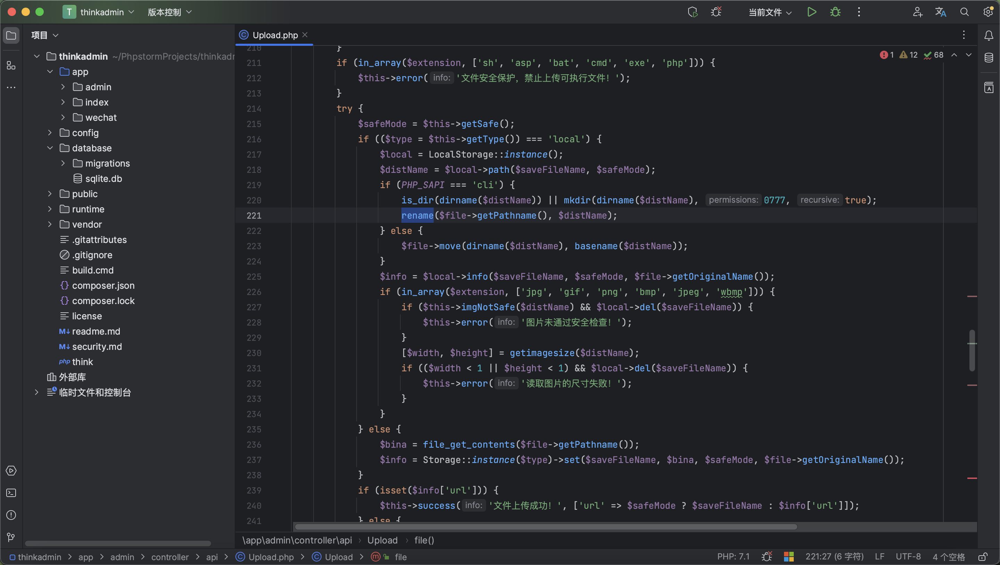 T thinkadmin 版本控制 当前文件
项目
thinkadmin ~/PhpstormProjects/thinkadr
app
admin
index
wechat
config
database
migrations
sqlite.db
public
runtime
vendor
.gitattributes
.gitignore
build.cmd
composer.json
composer.lock
license
readme.md
security.md
php think
外部库
临时文件和控制台
Upload.php
1 12 68
210 }
211 if (in_array($extension, ['sh', 'asp', 'bat', 'cmd', 'exe', 'php'])) {
212 $this->error( info: '文件安全保护，禁止上传可执行文件！');
213 }
214 try {
215 $safeMode = $this->getSafe();
216 if (($type = $this->getType()) === 'local') {
217 $local = LocalStorage::instance();
218 $distName = $local->path($saveFileName, $safeMode);
219 if (PHP_SAPI === 'cli') {
220 is_dir(dirname($distName)) || mkdir(dirname($distName), permissions: 0777, recursive: true);
221 rename($file->getPathname(), $distName);
222 } else {
223 $file->move(dirname($distName), basename($distName));
224 }
225 $info = $local->info($saveFileName, $safeMode, $file->getOriginalName());
226 if (in_array($extension, ['jpg', 'gif', 'png', 'bmp', 'jpeg', 'wbmp'])) {
227 if ($this->imgNotSafe($distName) && $local->del($saveFileName)) {
228 $this->error( info: '图片未通过安全检查！');
229 }
230 [$width, $height] = getimagesize($distName);
231 if (($width < 1 || $height < 1) && $local->del($saveFileName)) {
232 $this->error( info: '读取图片的尺寸失败！');
233 }
234 }
235 } else {
236 $bina = file_get_contents($file->getPathname());
237 $info = Storage::instance($type)->set($saveFileName, $bina, $safeMode, $file->getOriginalName());
238 }
239 if (isset($info['url'])) {
240 $this->success( info: '文件上传成功！', ['url' => $safeMode ? $saveFileName : $info['url']]);
241 } else {
\app\admin\controller\api › Upload › file()
thinkadmin > app > admin > controller > api > Upload.php > Upload > file
PHP: 7.1 221:27 (6 字符) LF UTF-8 4 个空格